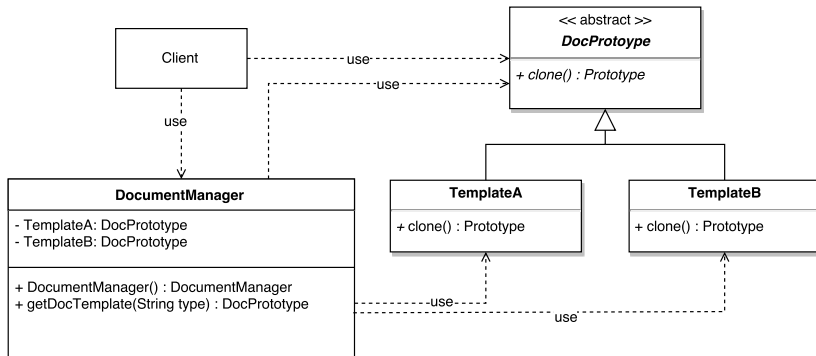 << abstract >>
DocProtoype
+ clone() : Prototype
Client
use
use
use
DocumentManager
- TemplateA: DocPrototype
- TemplateB: DocPrototype
+ DocumentManager() : DocumentManager
+ getDocTemplate(String type) : DocPrototype
TemplateA
+ clone() : Prototype
TemplateB
+ clone() : Prototype
use
use